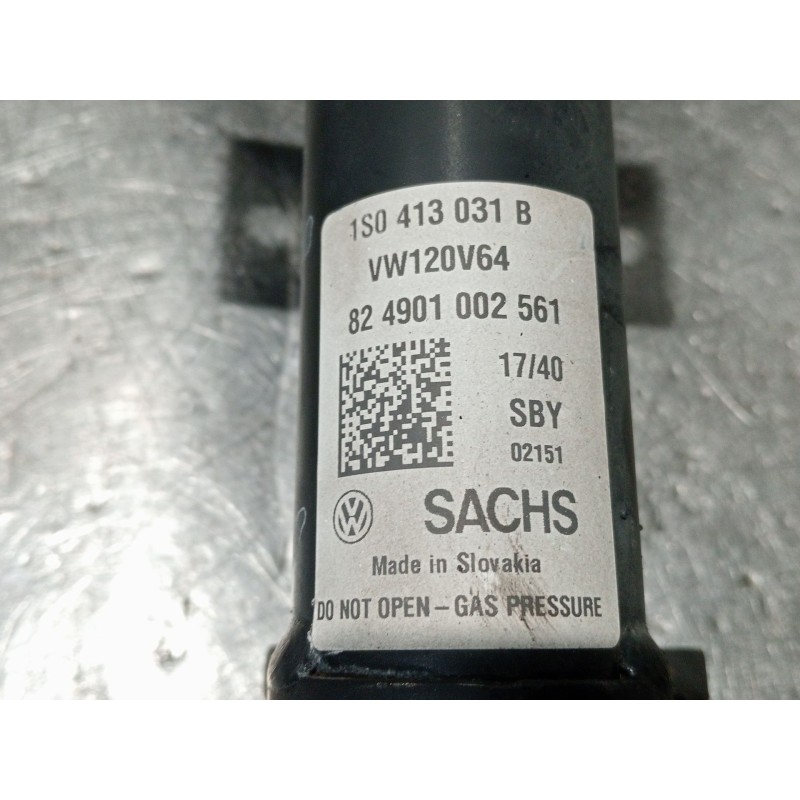 1S0 413 031 B
VW120V64
82 4901 002 561
17/40
SBY
02151
VW
SACHS
Made in Slovakia
DO NOT OPEN – GAS PRESSURE